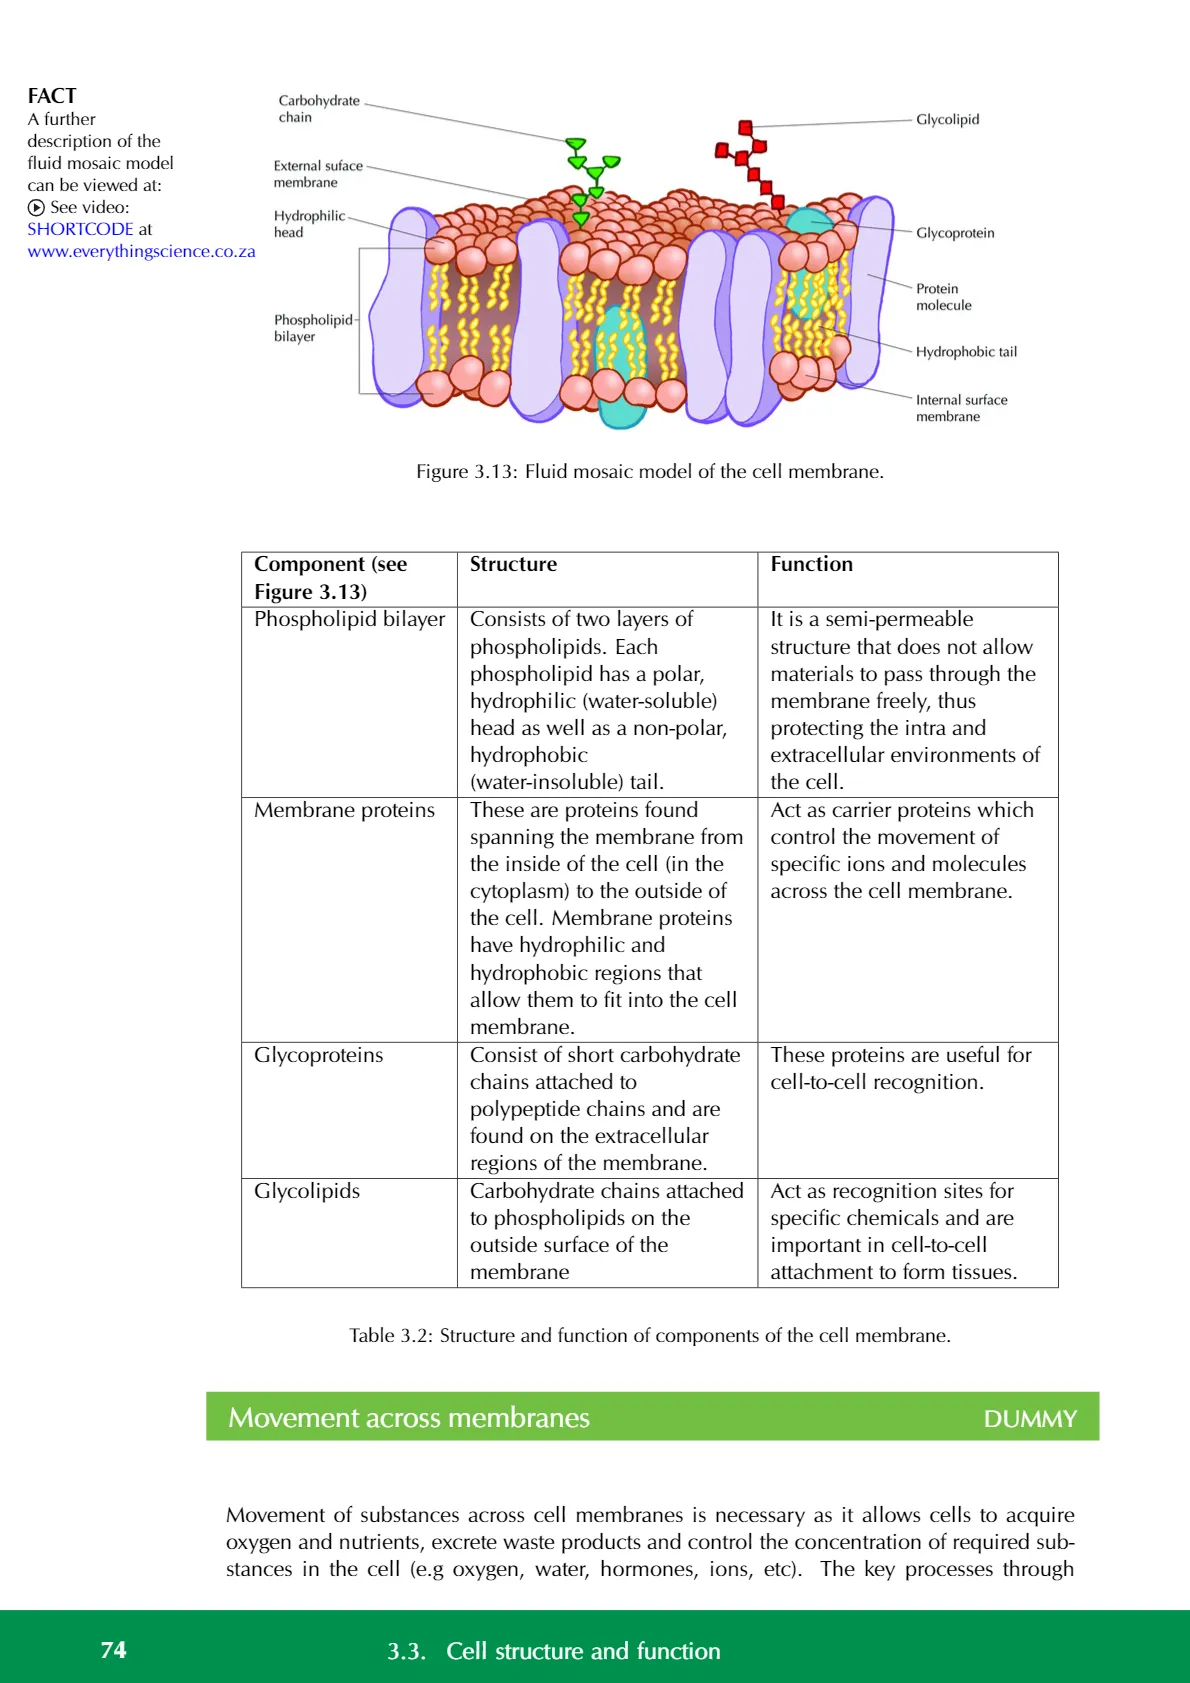 FACT
A further
description of the
fluid mosaic model
can be viewed at:
See video:
SHORTCODE at
www.everythingscience.co.za
Carbohydrate
chain
External suface
membrane
Hydrophilic
head
Phospholipid
bilayer
Glycolipid
Glycoprotein
Protein
molecule
Hydrophobic tail
Internal surface
membrane
Figure 3.13: Fluid mosaic model of the cell membrane.
Component (see
Figure 3.13)
Structure
Function
Phospholipid bilayer
Consists of two layers of
phospholipids. Each
phospholipid has a polar,
hydrophilic (water-soluble)
head as well as a non-polar,
hydrophobic
(water-insoluble) tail.
It is a semi-permeable
structure that does not allow
materials to pass through the
membrane freely, thus
protecting the intra and
extracellular environments of
the cell.
Membrane proteins
These are proteins found
spanning the membrane from
the inside of the cell (in the
cytoplasm) to the outside of
the cell. Membrane proteins
have hydrophilic and
hydrophobic regions that
allow them to fit into the cell
membrane.
Act as carrier proteins which
control the movement of
specific ions and molecules
across the cell membrane.
Glycoproteins
Consist of short carbohydrate
chains attached to
polypeptide chains and are
found on the extracellular
regions of the membrane.
These proteins are useful for
cell-to-cell recognition.
Glycolipids
Carbohydrate chains attached
to phospholipids on the
outside surface of the
membrane
Act as recognition sites for
specific chemicals and are
important in cell-to-cell
attachment to form tissues.
Table 3.2: Structure and function of components of the cell membrane.
Movement across membranes DUMMY
Movement of substances across cell membranes is necessary as it allows cells to acquire
oxygen and nutrients, excrete waste products and control the concentration of required sub-
stances in the cell (e.g oxygen, water, hormones, ions, etc). The key processes through
74 3.3. Cell structure and function